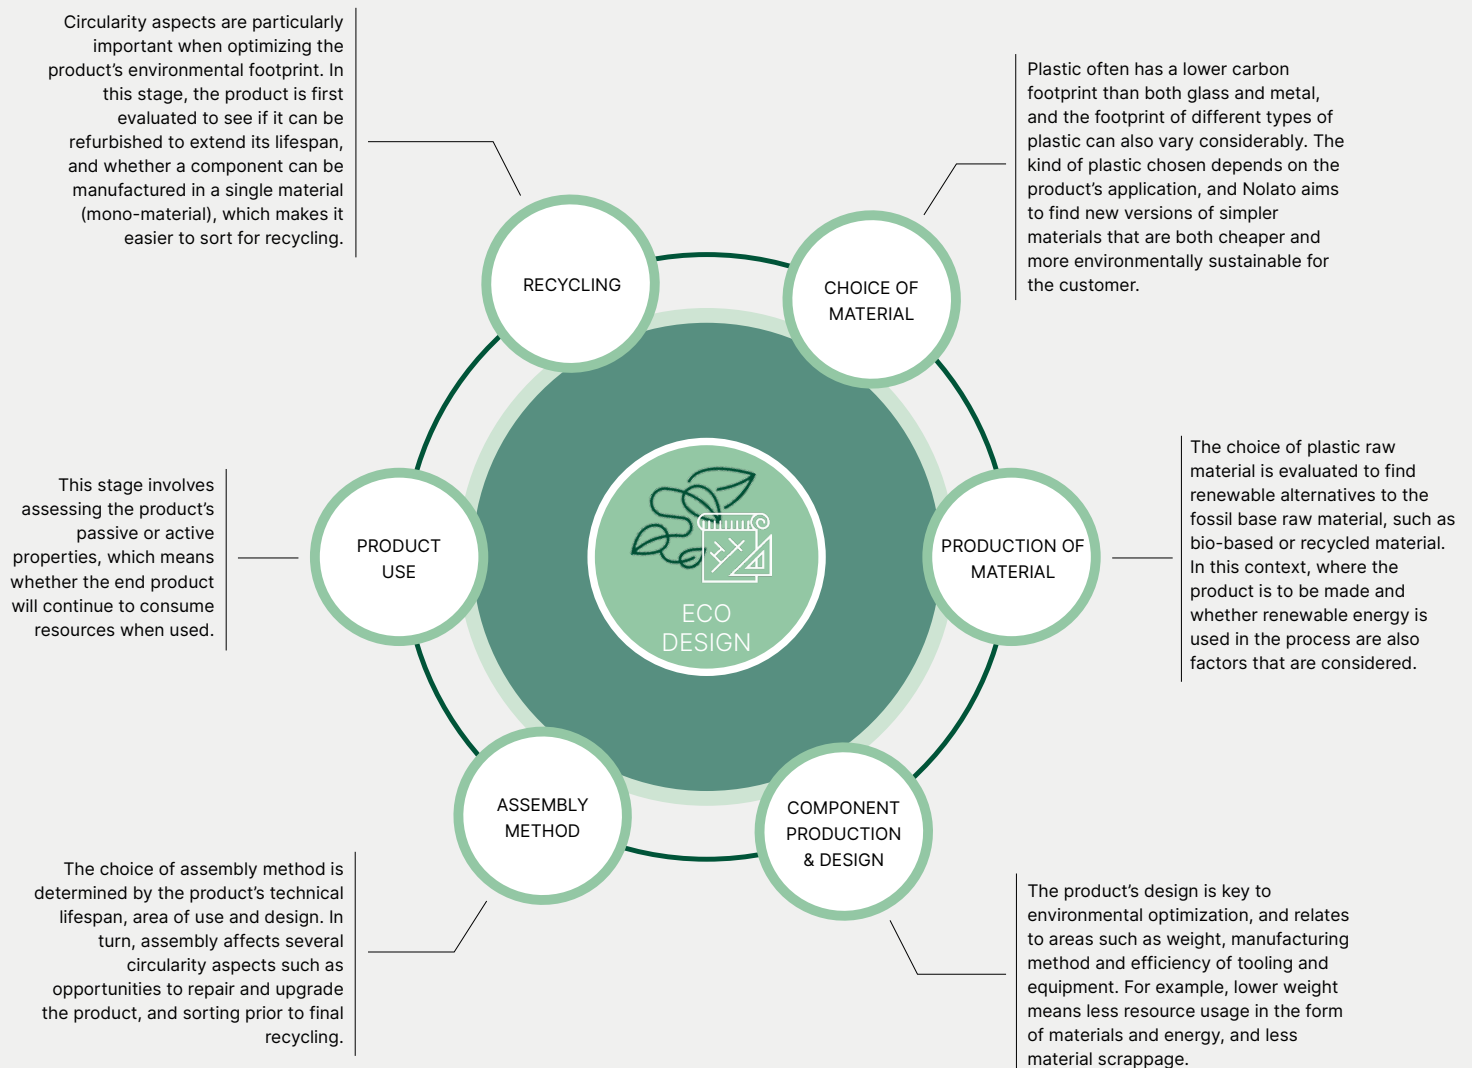 Circularity aspects are particularly
important when optimizing the
product’s environmental footprint. In
this stage, the product is first
evaluated to see if it can be
refurbished to extend its lifespan,
and whether a component can be
manufactured in a single material
(mono-material), which makes it
easier to sort for recycling.
Plastic often has a lower carbon
footprint than both glass and metal,
and the footprint of different types of
plastic can also vary considerably. The
kind of plastic chosen depends on the
product’s application, and Nolato aims
to find new versions of simpler
materials that are both cheaper and
more environmentally sustainable for
the customer.
RECYCLING
CHOICE OF
MATERIAL
The choice of plastic raw
material is evaluated to find
renewable alternatives to the
fossil base raw material, such as
bio-based or recycled material.
In this context, where the
product is to be made and
whether renewable energy is
used in the process are also
factors that are considered.
This stage involves
assessing the product’s
passive or active
properties, which means
whether the end product
will continue to consume
resources when used.
PRODUCT
USE
PRODUCTION OF
MATERIAL
ECO
DESIGN
ASSEMBLY
METHOD
COMPONENT
PRODUCTION
& DESIGN
The choice of assembly method is
determined by the product’s technical
lifespan, area of use and design. In
turn, assembly affects several
circularity aspects such as
opportunities to repair and upgrade
the product, and sorting prior to final
recycling.
The product’s design is key to
environmental optimization, and relates
to areas such as weight, manufacturing
method and efficiency of tooling and
equipment. For example, lower weight
means less resource usage in the form
of materials and energy, and less
material scrappage.